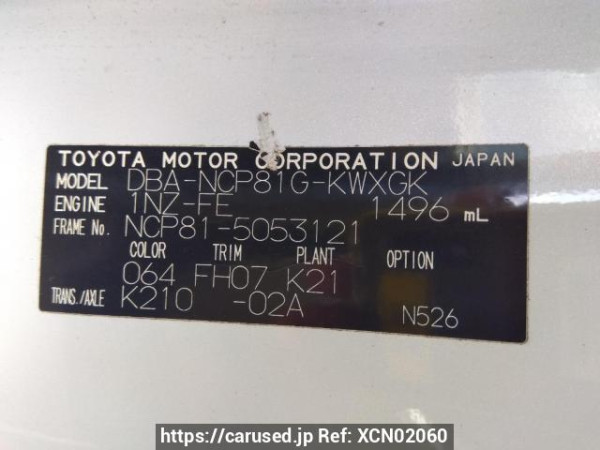 TOYOTA MOTOR CORPORATION JAPAN
MODEL DBA-NCP81G-KWXGK
ENGINE 1NZ-FE 1496 mL
FRAME No. NCP81-5053121
COLOR TRIM PLANT OPTION
064 FH07 K21
TRANS./AXLE K210 -02A
N526
https://carused.jp Ref: XCN02060